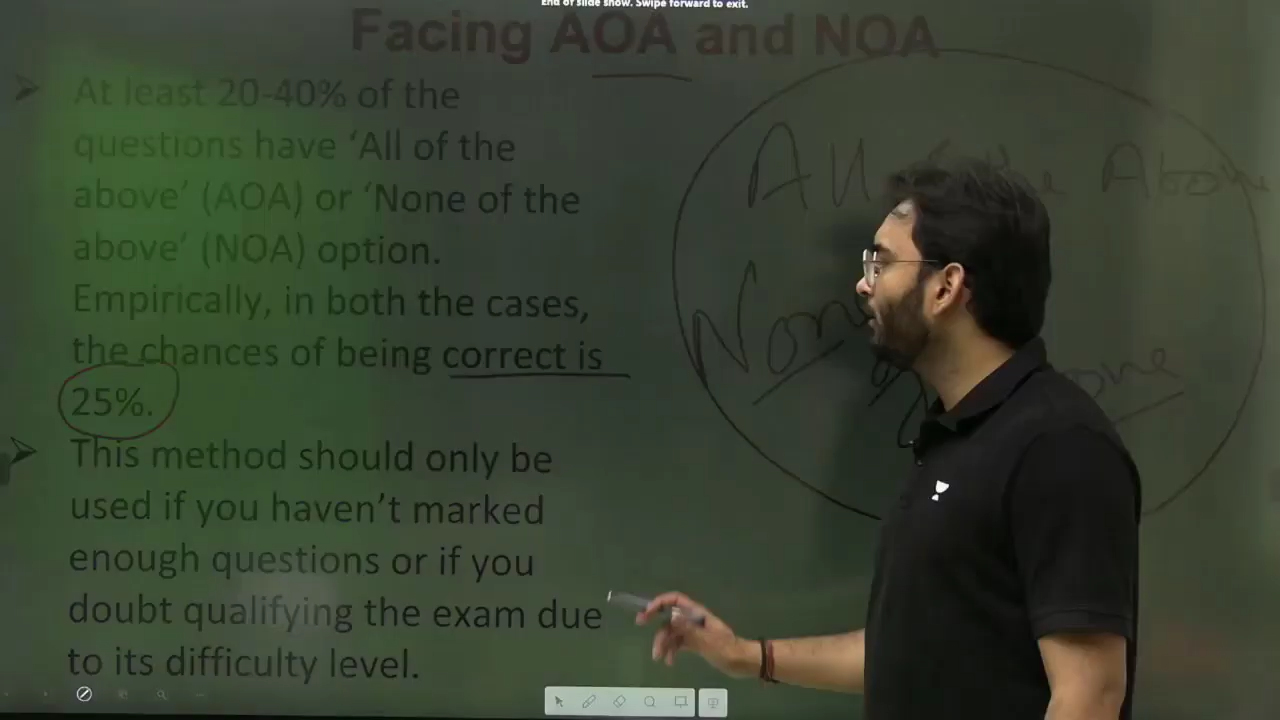 End of slide show. Swipe forward to exit.
Facing AOA and NOA
At least 20-40% of the
questions have ‘All of the
above’ (AOA) or ‘None of the
above’ (NOA) option.
Empirically, in both the cases,
the chances of being correct is
25%.
This method should only be
used if you haven’t marked
enough questions or if you
doubt qualifying the exam due
to its difficulty level.
All the Above
None